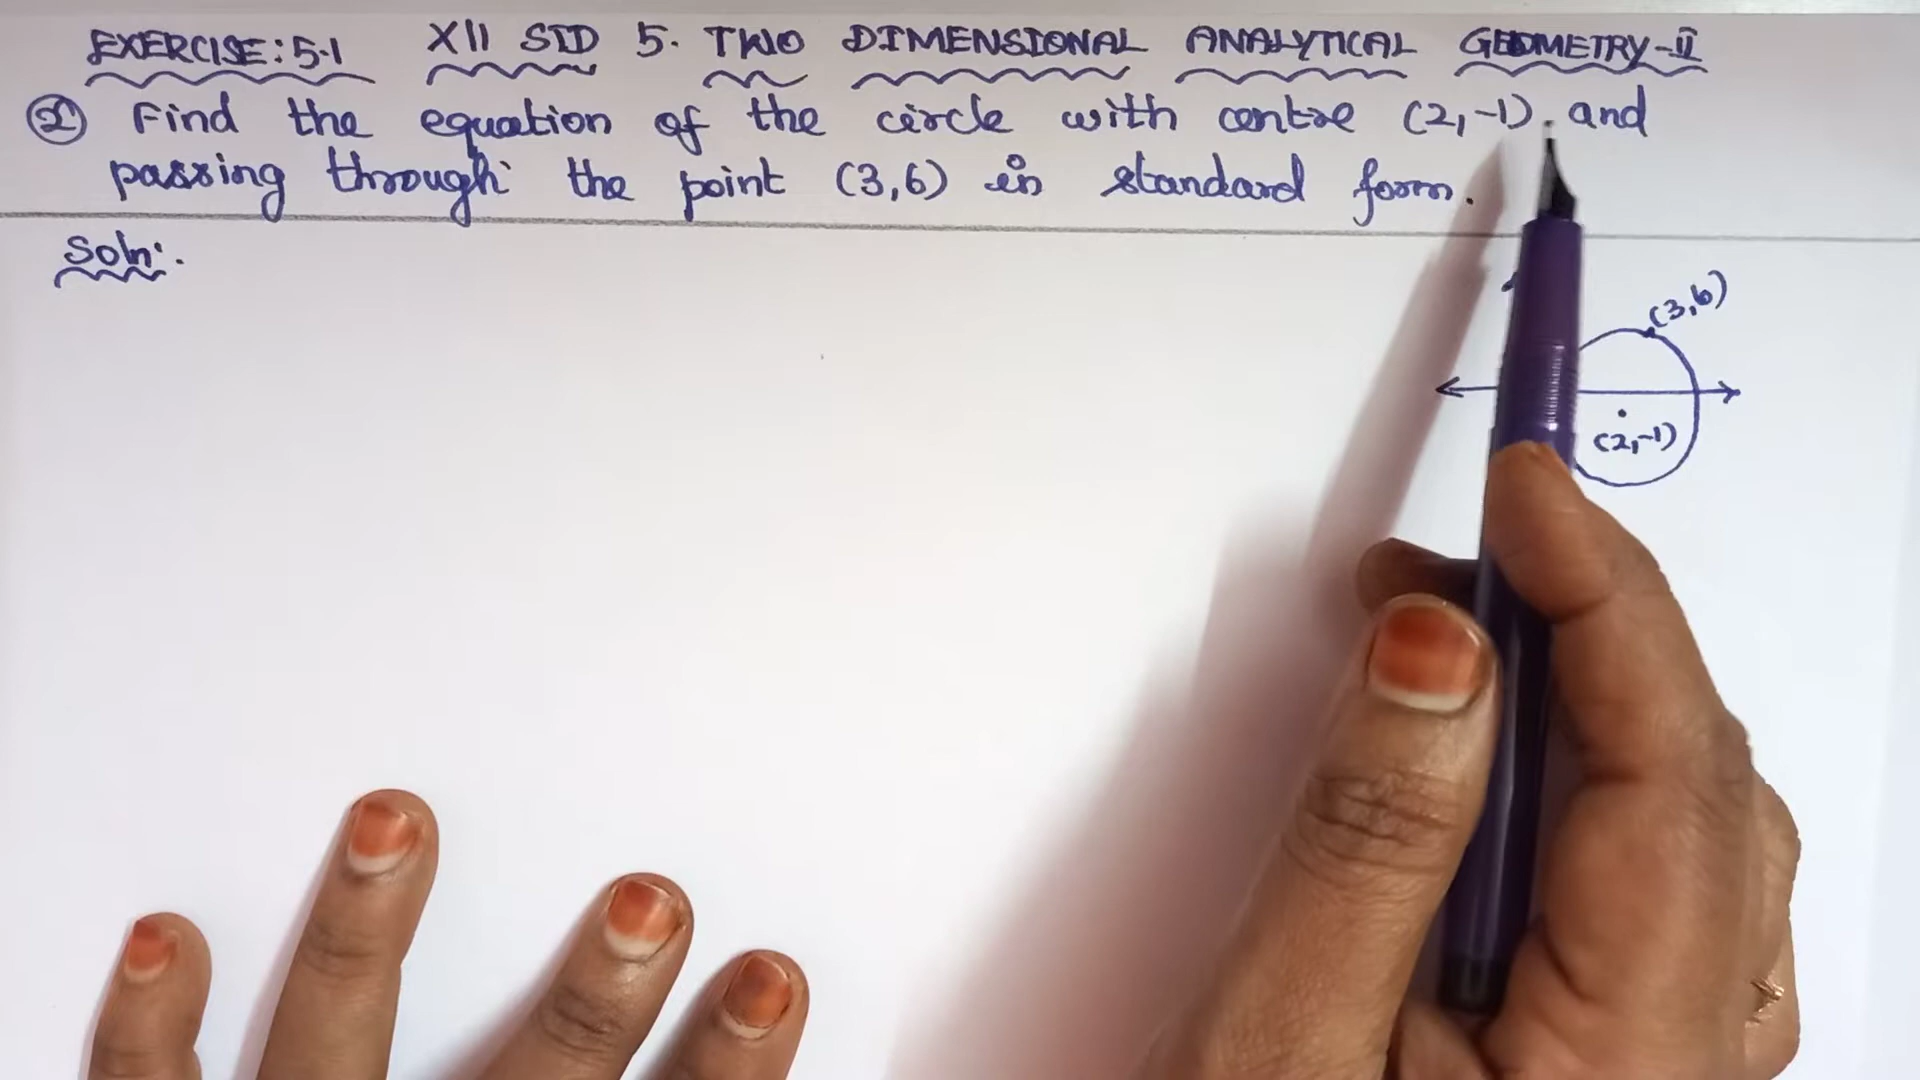 EXERCISE: 5.1 XII STD 5. TWO DIMENSIONAL ANALYTICAL GEOMETRY-II
② Find the equation of the circle with centre (2,-1) and
passing through the point (3,6) in standard form.
Soln:
(3,6)
(2,-1)